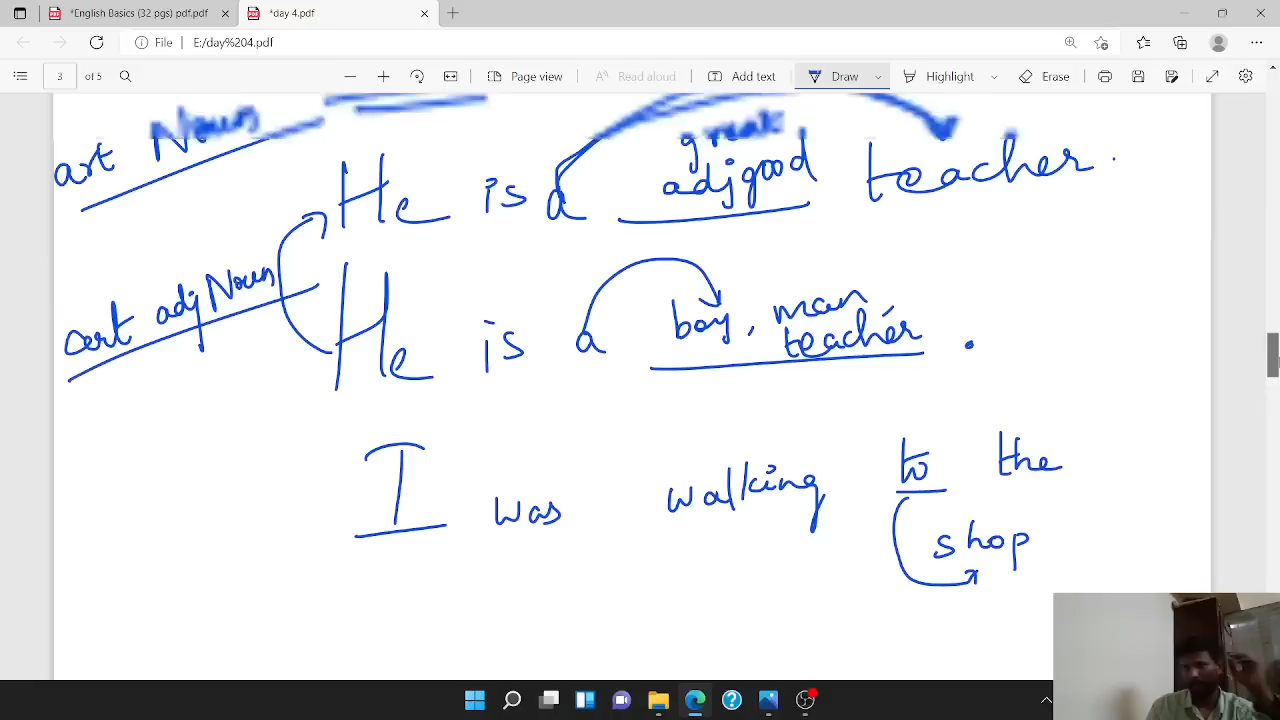 *English Basics (32 pgs) pdf.pdf
*day 4.pdf
File E:/day%204.pdf
3 of 5 Page view Read aloud Add text Draw Highlight Erase
art Noun
great
He is a adj good teacher.
art adj Noun
He is a boy, man
teacher.
I was walking to the
shop